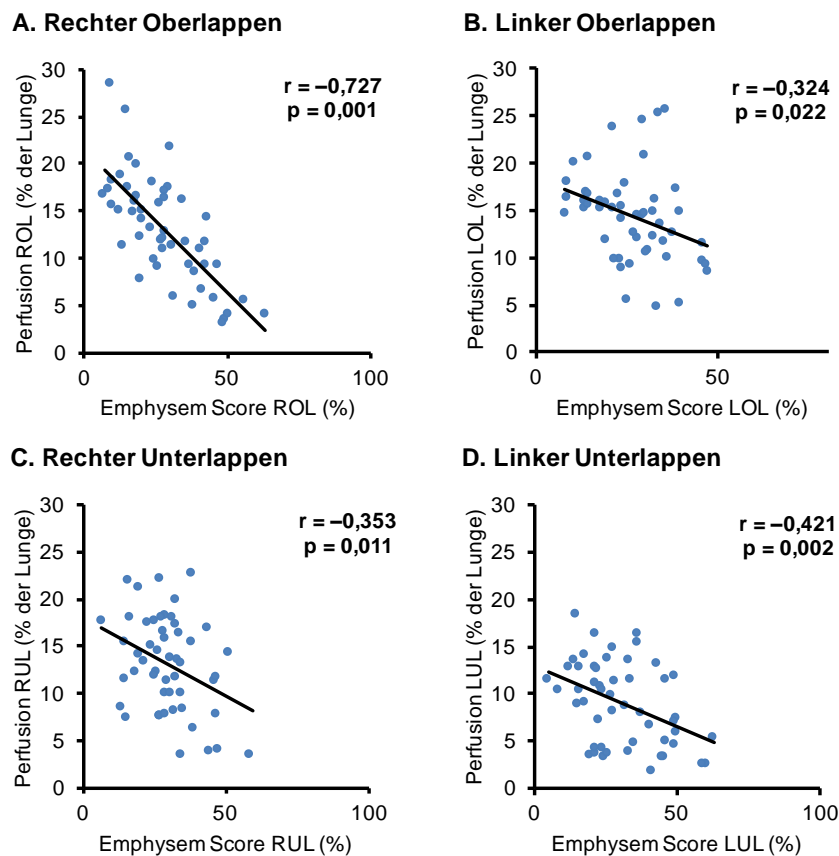 A. Rechter Oberlappen
r = –0,727
p = 0,001
Perfusion ROL (% der Lunge)
30
25
20
15
10
5
0
0 50 100
Emphysem Score ROL (%)
B. Linker Oberlappen
r = –0,324
p = 0,022
Perfusion LOL (% der Lunge)
30
25
20
15
10
5
0
0 50
Emphysem Score LOL (%)
C. Rechter Unterlappen
r = –0,353
p = 0,011
Perfusion RUL (% der Lunge)
30
25
20
15
10
5
0
0 50 100
Emphysem Score RUL (%)
D. Linker Unterlappen
r = –0,421
p = 0,002
Perfusion LUL (% der Lunge)
30
25
20
15
10
5
0
0 50 100
Emphysem Score LUL (%)